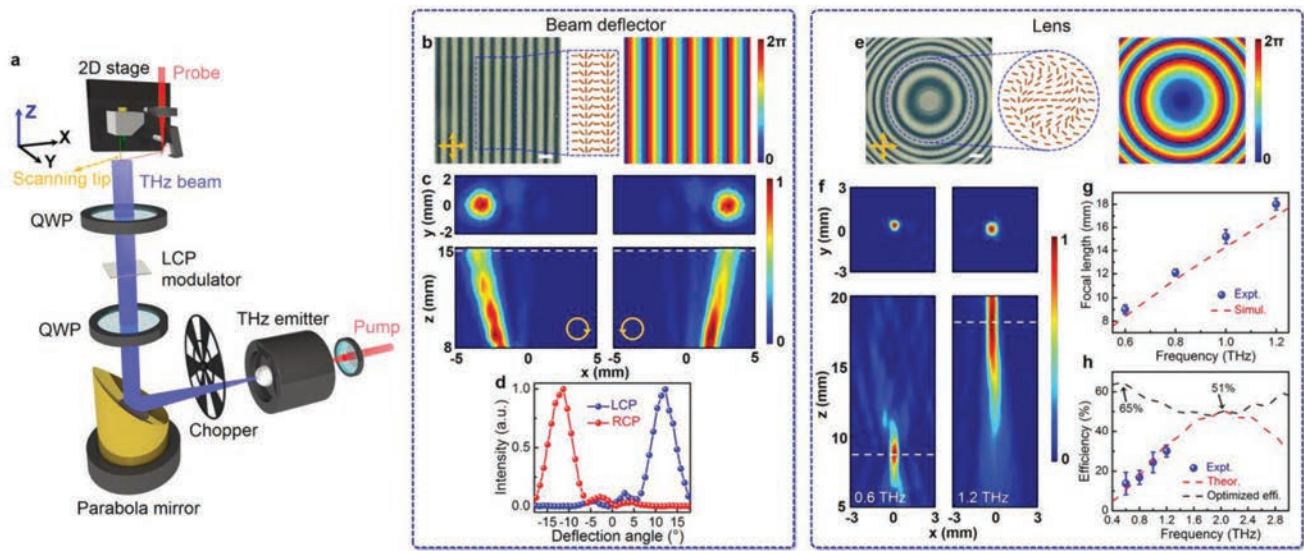 a
2D stage
Probe
Z
X
Y
Scanning tip
THz beam
QWP
LCP
modulator
QWP
THz emitter
Pump
Chopper
Parabola mirror
Beam deflector
b
2π
0
c
2
0
-2
y (mm)
1
0
15
8
z (mm)
-5 0 5 -5 0 5
x (mm)
d
1.0
0.5
0.0
Intensity (a.u.)
LCP
RCP
-15 -10 -5 0 5 10 15
Deflection angle (°)
Lens
e
2π
0
f
3
0
-3
y (mm)
1
0
20
15
10
5
z (mm)
0.6 THz
1.2 THz
-3 0 3 -3 0 3
x (mm)
g
18
16
14
12
10
8
Focal length (mm)
Expt.
Simul.
0.6 0.8 1.0 1.2
Frequency (THz)
h
60
40
20
0
Efficiency (%)
65%
51%
Expt.
Theor.
Optimized effi.
0.4 0.8 1.2 1.6 2.0 2.4 2.8
Frequency (THz)